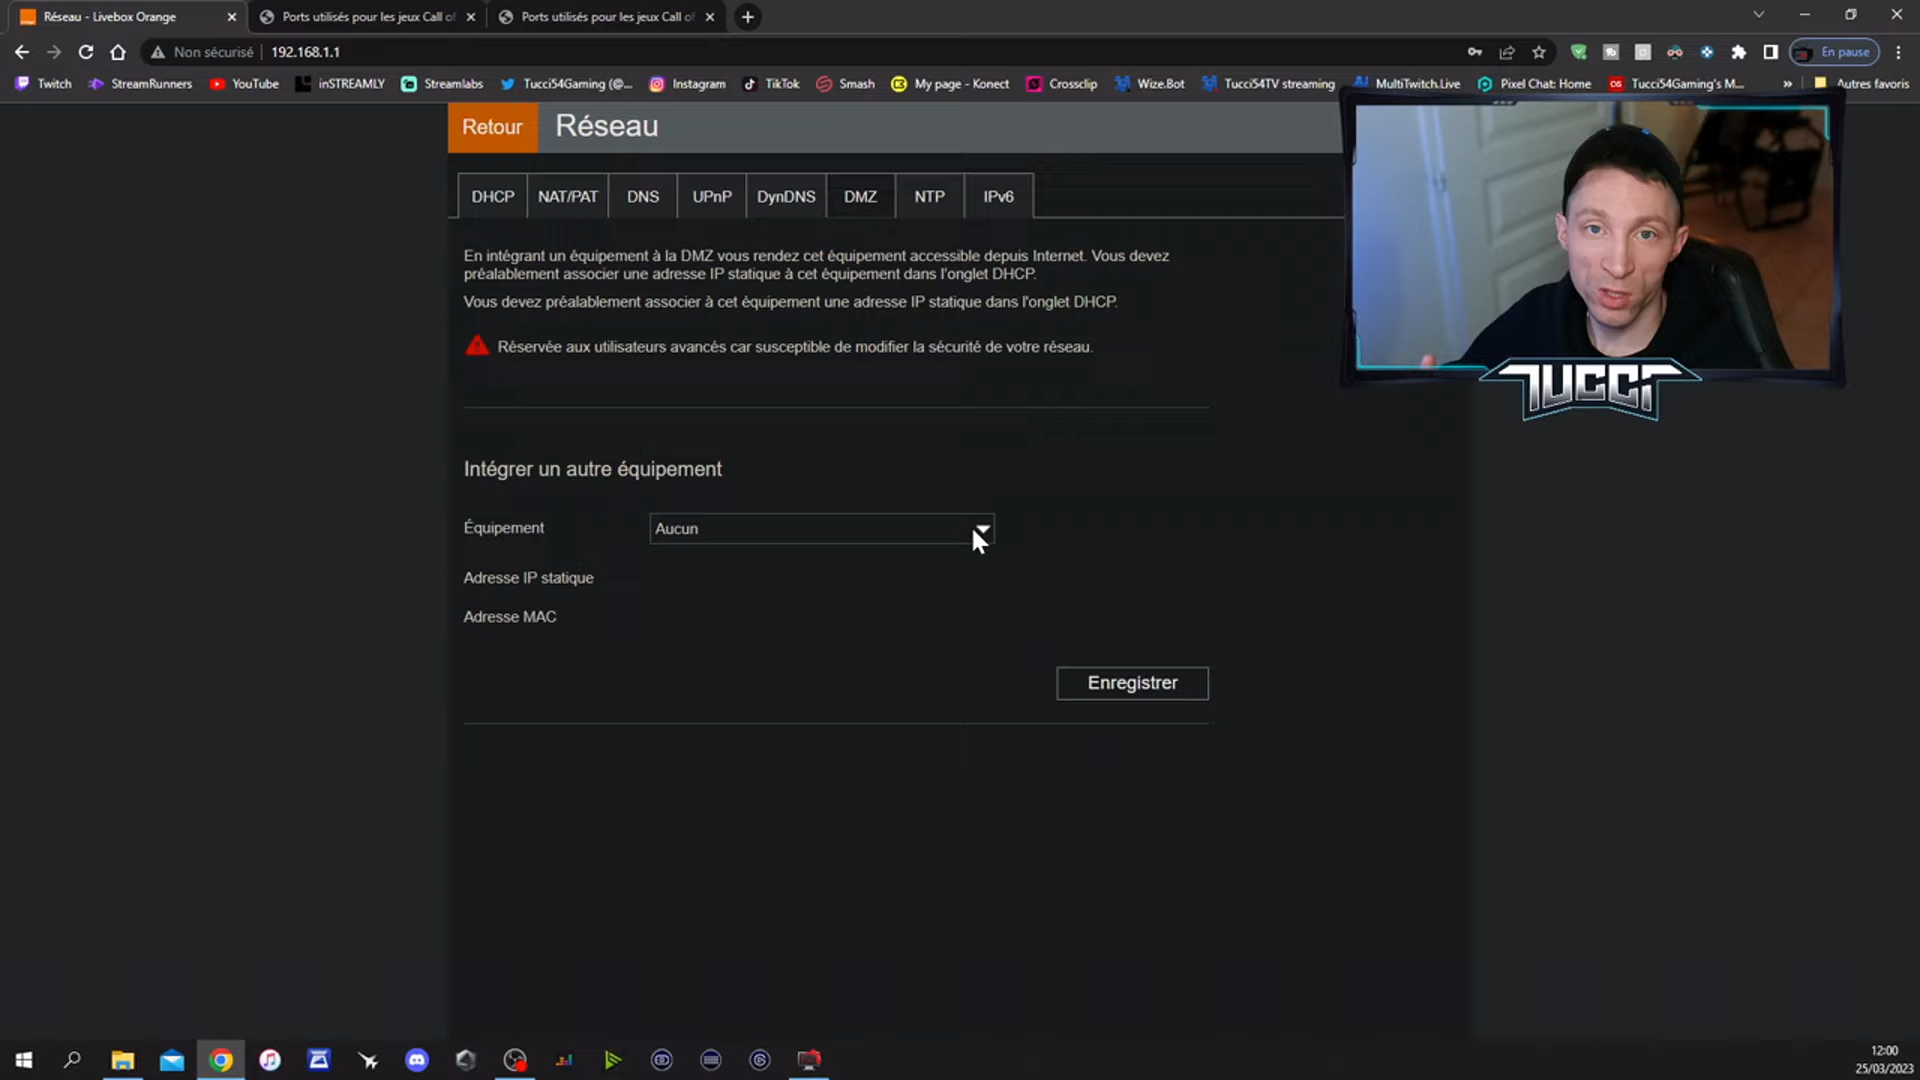 Réseau - Livebox Orange
Ports utilisés pour les jeux Call of
Ports utilisés pour les jeux Call of
Non sécurisé
192.168.1.1
En pause
Twitch
StreamRunners
YouTube
inSTREAMLY
Streamlabs
Tucci54Gaming (@...
Instagram
TikTok
Smash
My page - Konect
Crossclip
Wize.Bot
Tucci54TV streaming
MultiTwitch.Live
Pixel Chat: Home
Tucci54Gaming's M...
»
Autres favoris
Retour
Réseau
DHCP
NAT/PAT
DNS
UPnP
DynDNS
DMZ
NTP
IPv6
En intégrant un équipement à la DMZ vous rendez cet équipement accessible depuis Internet. Vous devez
préalablement associer une adresse IP statique à cet équipement dans l'onglet DHCP.
Vous devez préalablement associer à cet équipement une adresse IP statique dans l'onglet DHCP.
Réservée aux utilisateurs avancés car susceptible de modifier la sécurité de votre réseau.
TUCCI
Intégrer un autre équipement
Équipement
Aucun
Adresse IP statique
Adresse MAC
Enregistrer
12:00
25/03/2023